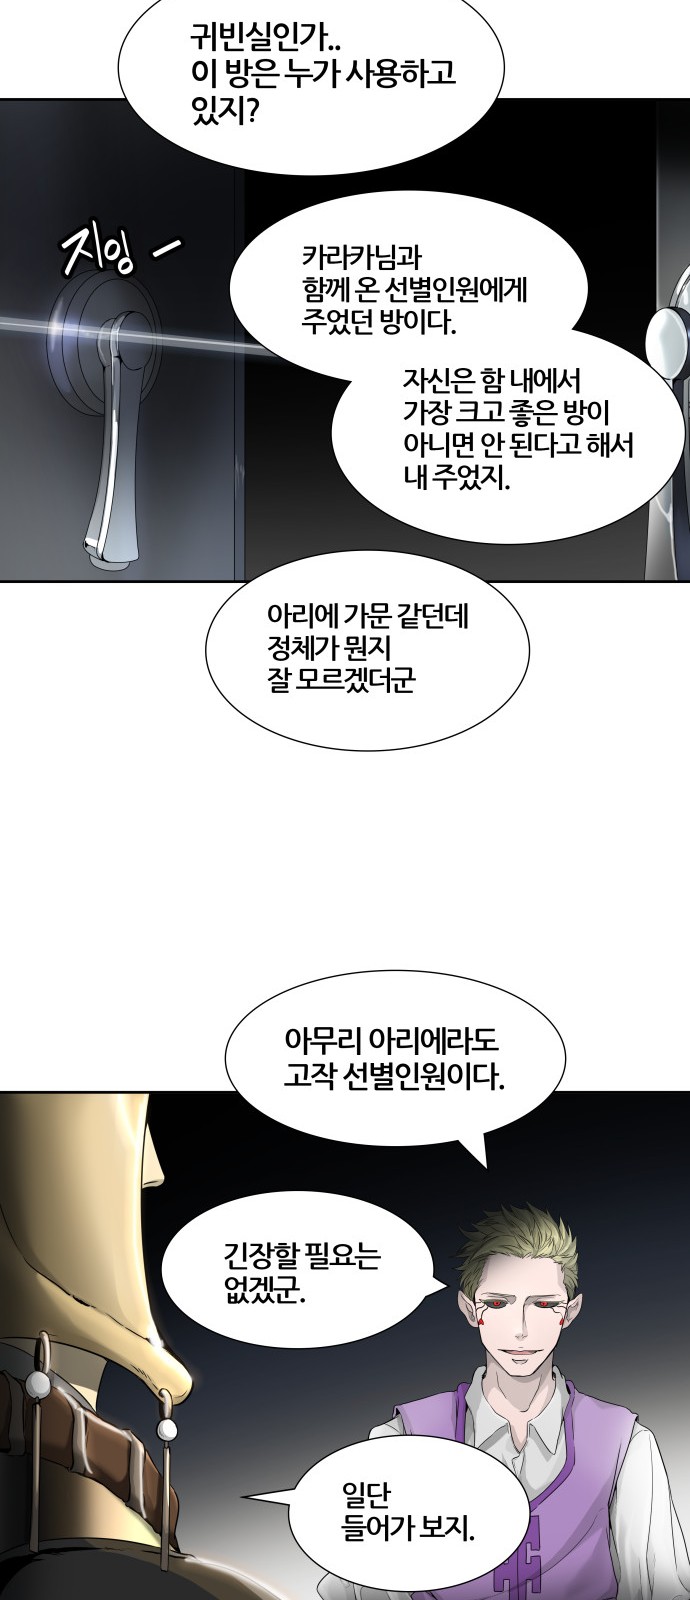 귀빈실인가..
이 방은 누가 사용하고
있지?
지잉 -
카라카님과
함께 온 선별인원에게
주었던 방이다.
자신은 함 내에서
가장 크고 좋은 방이
아니면 안 된다고 해서
내 주었지.
아리에 가문 같던데
정체가 뭔지
잘 모르겠더군
아무리 아리에라도
고작 선별인원이다.
긴장할 필요는
없겠군.
일단
들어가 보지.